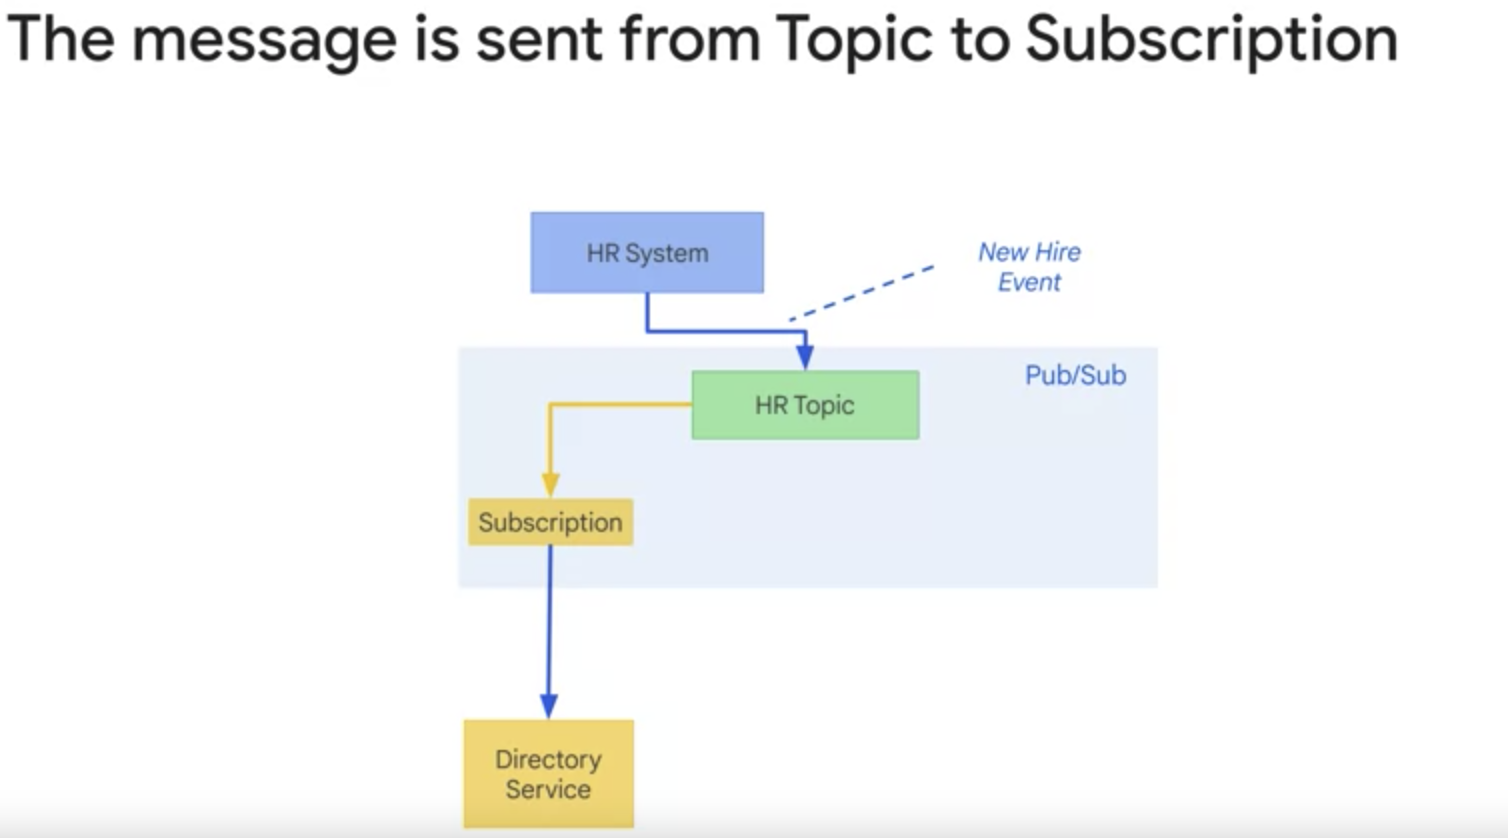 The message is sent from Topic to Subscription
HR System
New Hire
Event
Pub/Sub
HR Topic
Subscription
Directory
Service